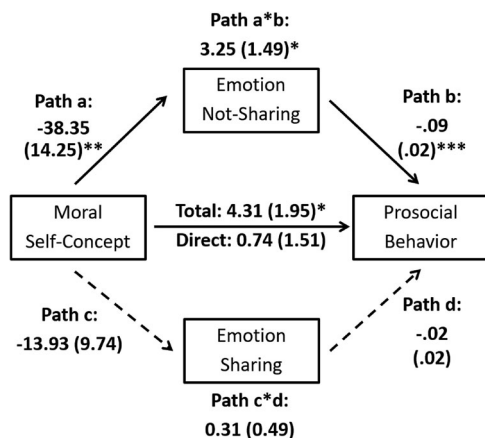 Path a*b:
3.25 (1.49)*
Emotion
Not-Sharing
Path a:
-38.35
(14.25)**
Path b:
-.09
(.02)***
Moral
Self-Concept
Total: 4.31 (1.95)*
Direct: 0.74 (1.51)
Prosocial
Behavior
Path c:
-13.93 (9.74)
Emotion
Sharing
Path d:
-.02
(.02)
Path c*d:
0.31 (0.49)